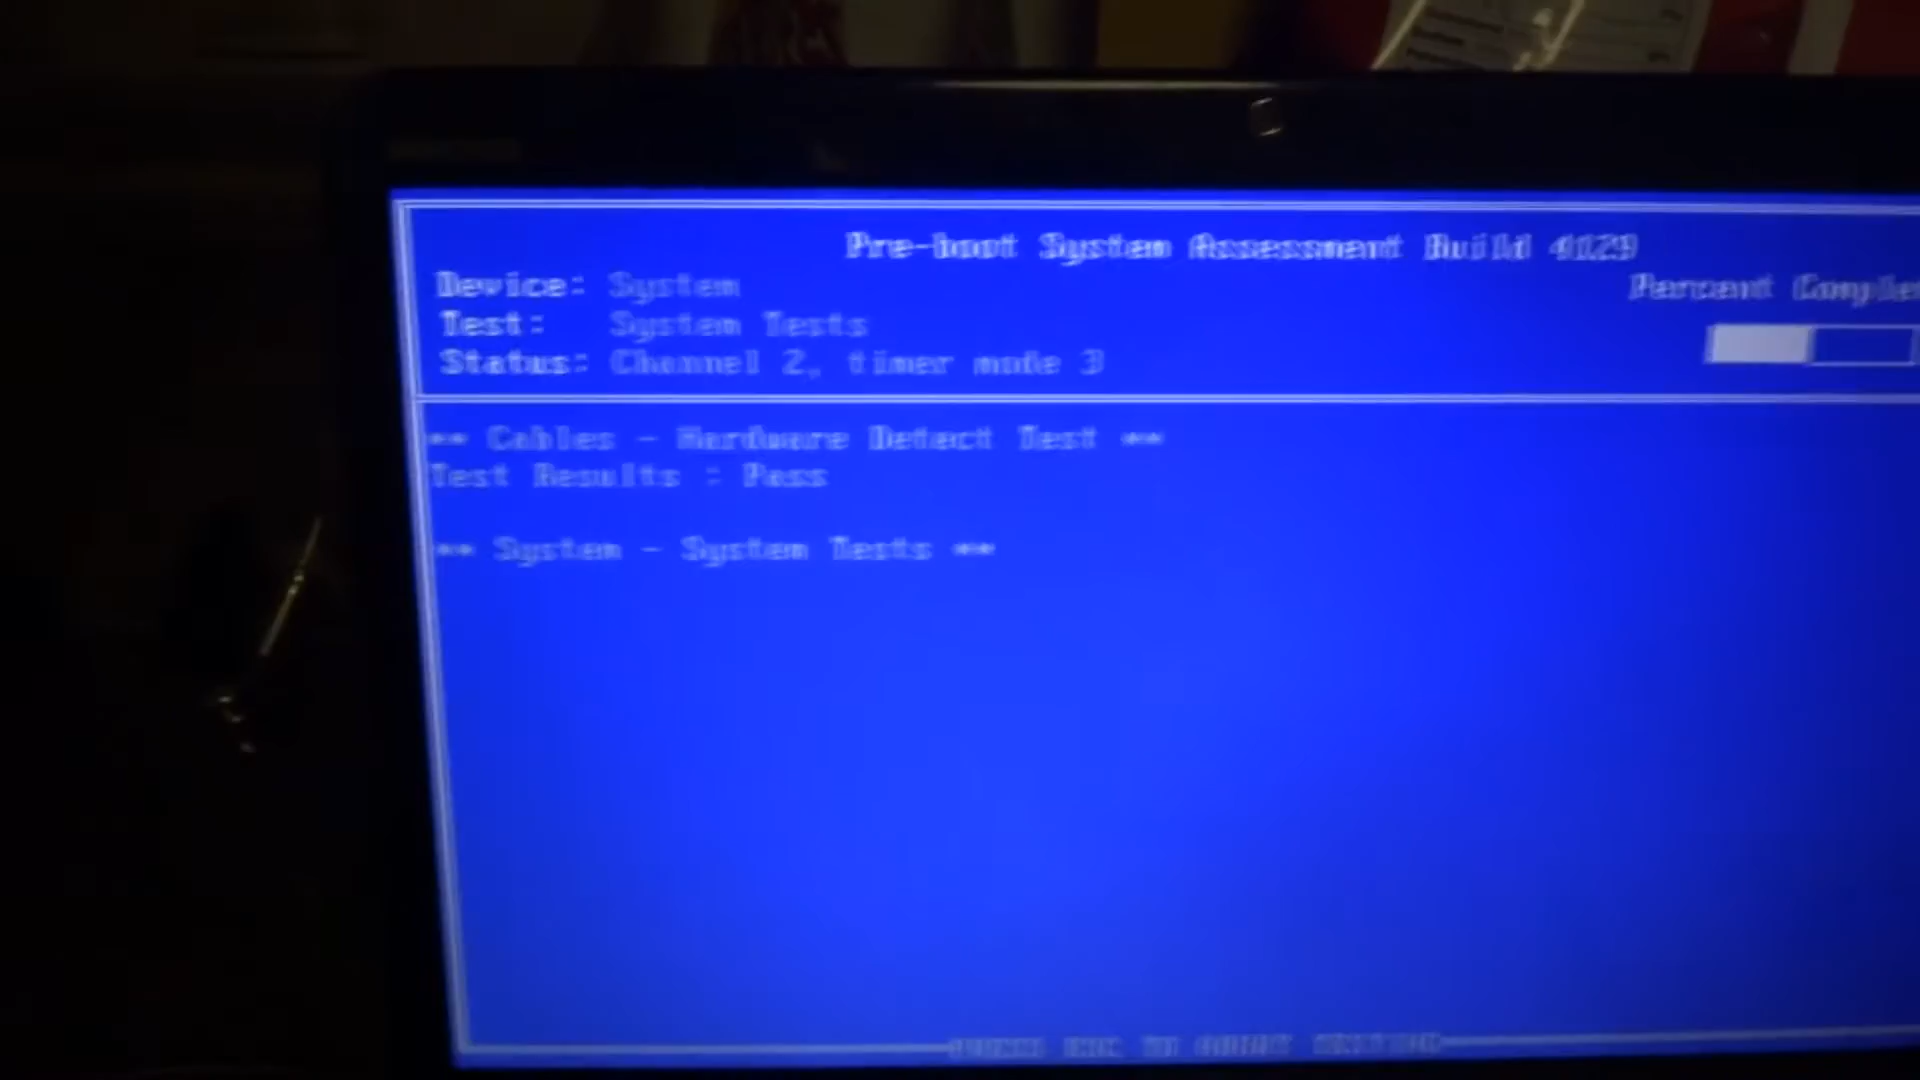 Pre-boot System Assessment Build 4129
Device: System
Percent Complet
Test: System Tests
Status: Channel 2, timer mode 3
** Cables - Hardware Detect Test **
Test Results : Pass
** System - System Tests **